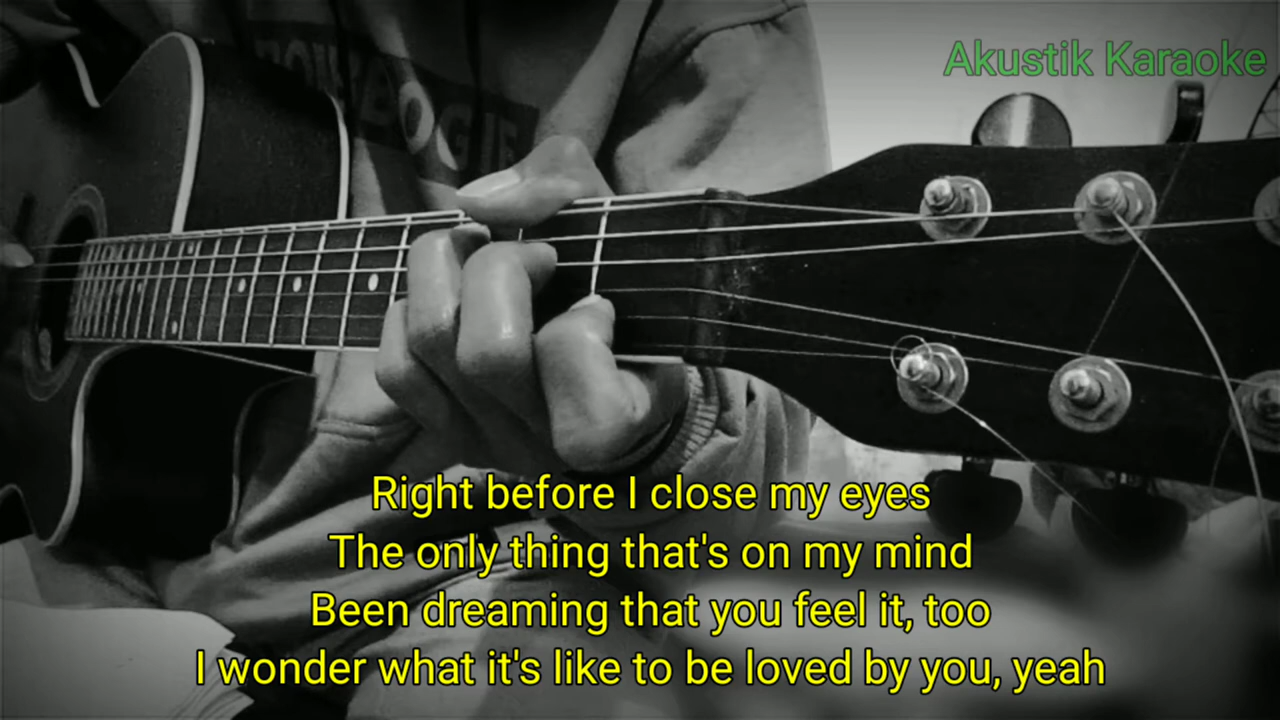 Akustik Karaoke
Right before I close my eyes
The only thing that's on my mind
Been dreaming that you feel it, too
I wonder what it's like to be loved by you, yeah